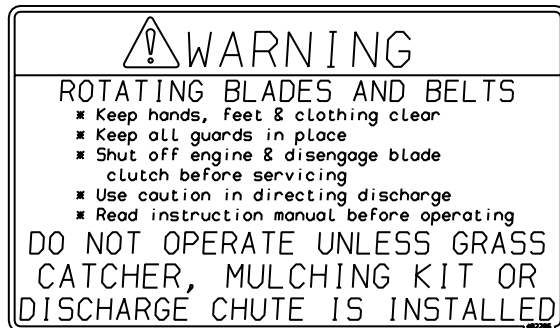 WARNING
ROTATING BLADES AND BELTS
* Keep hands, feet & clothing clear
* Keep all guards in place
* Shut off engine & disengage blade
clutch before servicing
* Use caution in directing discharge
* Read instruction manual before operating
DO NOT OPERATE UNLESS GRASS
CATCHER, MULCHING KIT OR
DISCHARGE CHUTE IS INSTALLED